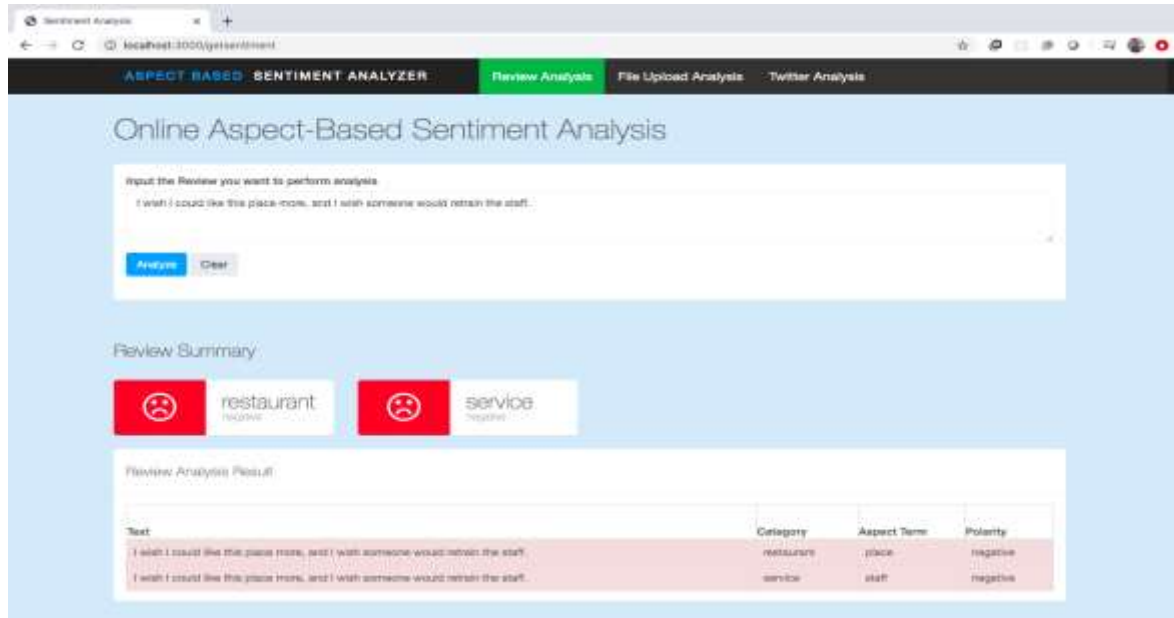 Sentiment Analysis
localhost:3000/getsentiment
ASPECT BASED SENTIMENT ANALYZER Review Analysis File Upload Analysis Twitter Analysis
Online Aspect-Based Sentiment Analysis
Input the Review you want to perform analysis
I wish I could like this place more, and I wish someone would retrain the staff.
Analyze Clear
Review Summary
restaurant
negative
service
negative
Review Analysis Result
Text Category Aspect Term Polarity
I wish I could like this place more, and I wish someone would retrain the staff. restaurant place negative
I wish I could like this place more, and I wish someone would retrain the staff. service staff negative